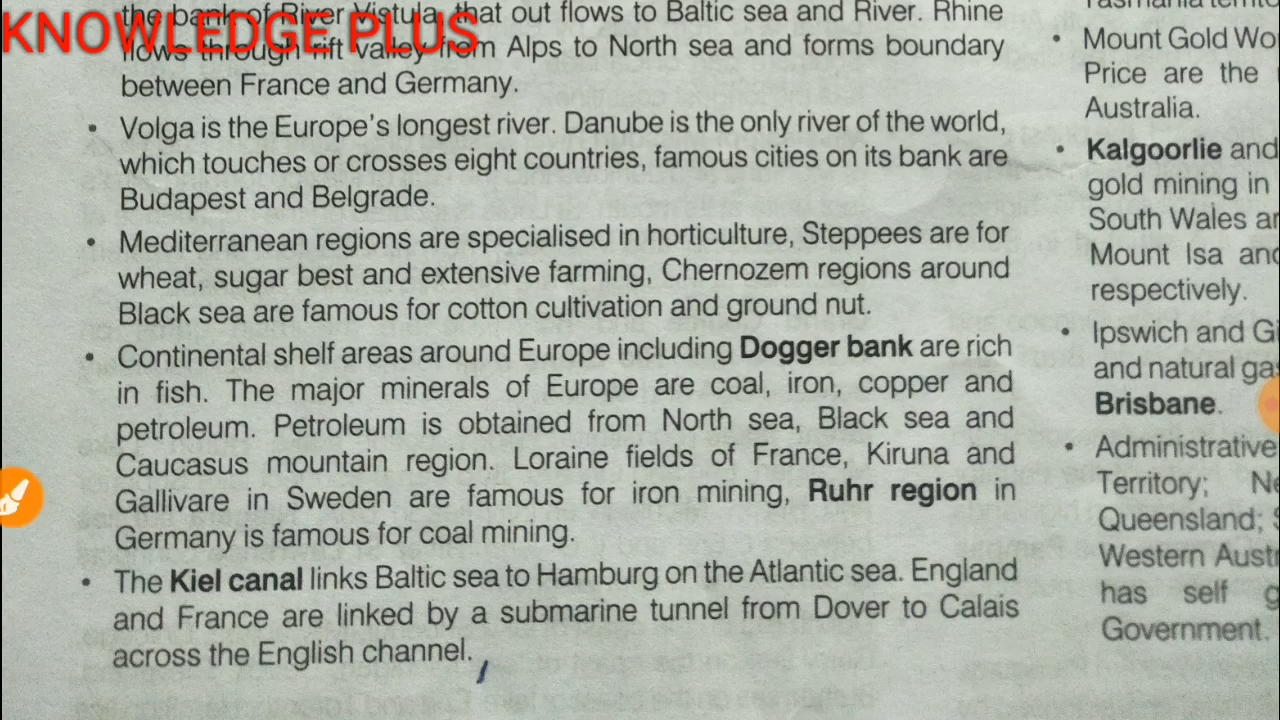 the bank of River Vistula, that out flows to Baltic sea and River. Rhine
KNOWLEDGE PLUS
flows through rift valley from Alps to North sea and forms boundary
between France and Germany.
• Volga is the Europe's longest river. Danube is the only river of the world,
which touches or crosses eight countries, famous cities on its bank are
Budapest and Belgrade.
• Mediterranean regions are specialised in horticulture, Steppees are for
wheat, sugar best and extensive farming, Chernozem regions around
Black sea are famous for cotton cultivation and ground nut.
• Continental shelf areas around Europe including Dogger bank are rich
in fish. The major minerals of Europe are coal, iron, copper and
petroleum. Petroleum is obtained from North sea, Black sea and
Caucasus mountain region. Loraine fields of France, Kiruna and
Gallivare in Sweden are famous for iron mining, Ruhr region in
Germany is famous for coal mining.
• The Kiel canal links Baltic sea to Hamburg on the Atlantic sea. England
and France are linked by a submarine tunnel from Dover to Calais
across the English channel.
• Mount Gold Wo
Price are the
Australia.
• Kalgoorlie and
gold mining in
South Wales
Mount Isa
respectively.
• Ipswich and
and natural
Brisbane.
• Administrative
Territory;
Queensland;
Western
has self
Government.